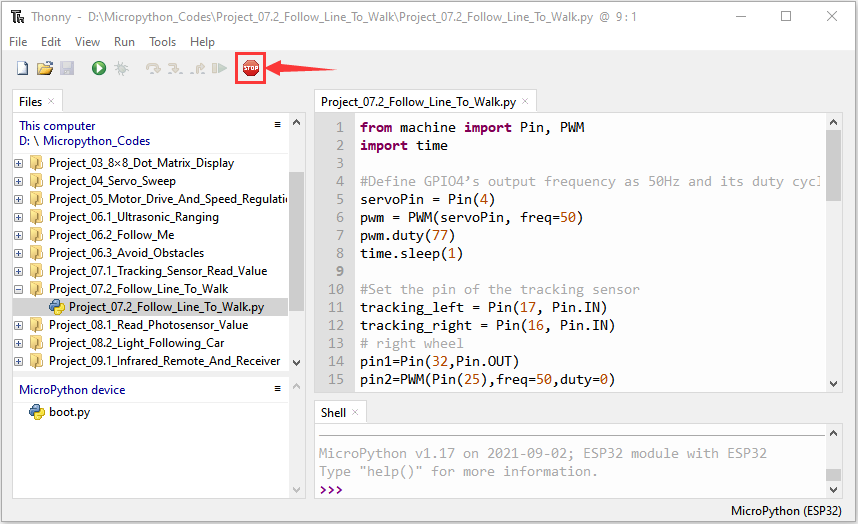 Thonny - D:\Micropython_Codes\Project_07.2_Follow_Line_To_Walk\Project_07.2_Follow_Line_To_Walk.py @ 9 : 1
File Edit View Run Tools Help
STOP
Files
This computer
D: \ Micropython_Codes
Project_03_8×8_Dot_Matrix_Display
Project_04_Servo_Sweep
Project_05_Motor_Drive_And_Speed_Regulatio
Project_06.1_Ultrasonic_Ranging
Project_06.2_Follow_Me
Project_06.3_Avoid_Obstacles
Project_07.1_Tracking_Sensor_Read_Value
Project_07.2_Follow_Line_To_Walk
Project_07.2_Follow_Line_To_Walk.py
Project_08.1_Read_Photosensor_Value
Project_08.2_Light_Following_Car
Project_09.1_Infrared_Remote_And_Receiver
MicroPython device
boot.py
Project_07.2_Follow_Line_To_Walk.py
1 from machine import Pin, PWM
2 import time
3
4 #Define GPIO4’s output frequency as 50Hz and its duty cycl
5 servoPin = Pin(4)
6 pwm = PWM(servoPin, freq=50)
7 pwm.duty(77)
8 time.sleep(1)
9
10 #Set the pin of the tracking sensor
11 tracking_left = Pin(17, Pin.IN)
12 tracking_right = Pin(16, Pin.IN)
13 # right wheel
14 pin1=Pin(32,Pin.OUT)
15 pin2=PWM(Pin(25),freq=50,duty=0)
Shell
MicroPython v1.17 on 2021-09-02; ESP32 module with ESP32
Type "help()" for more information.
>>>
MicroPython (ESP32)